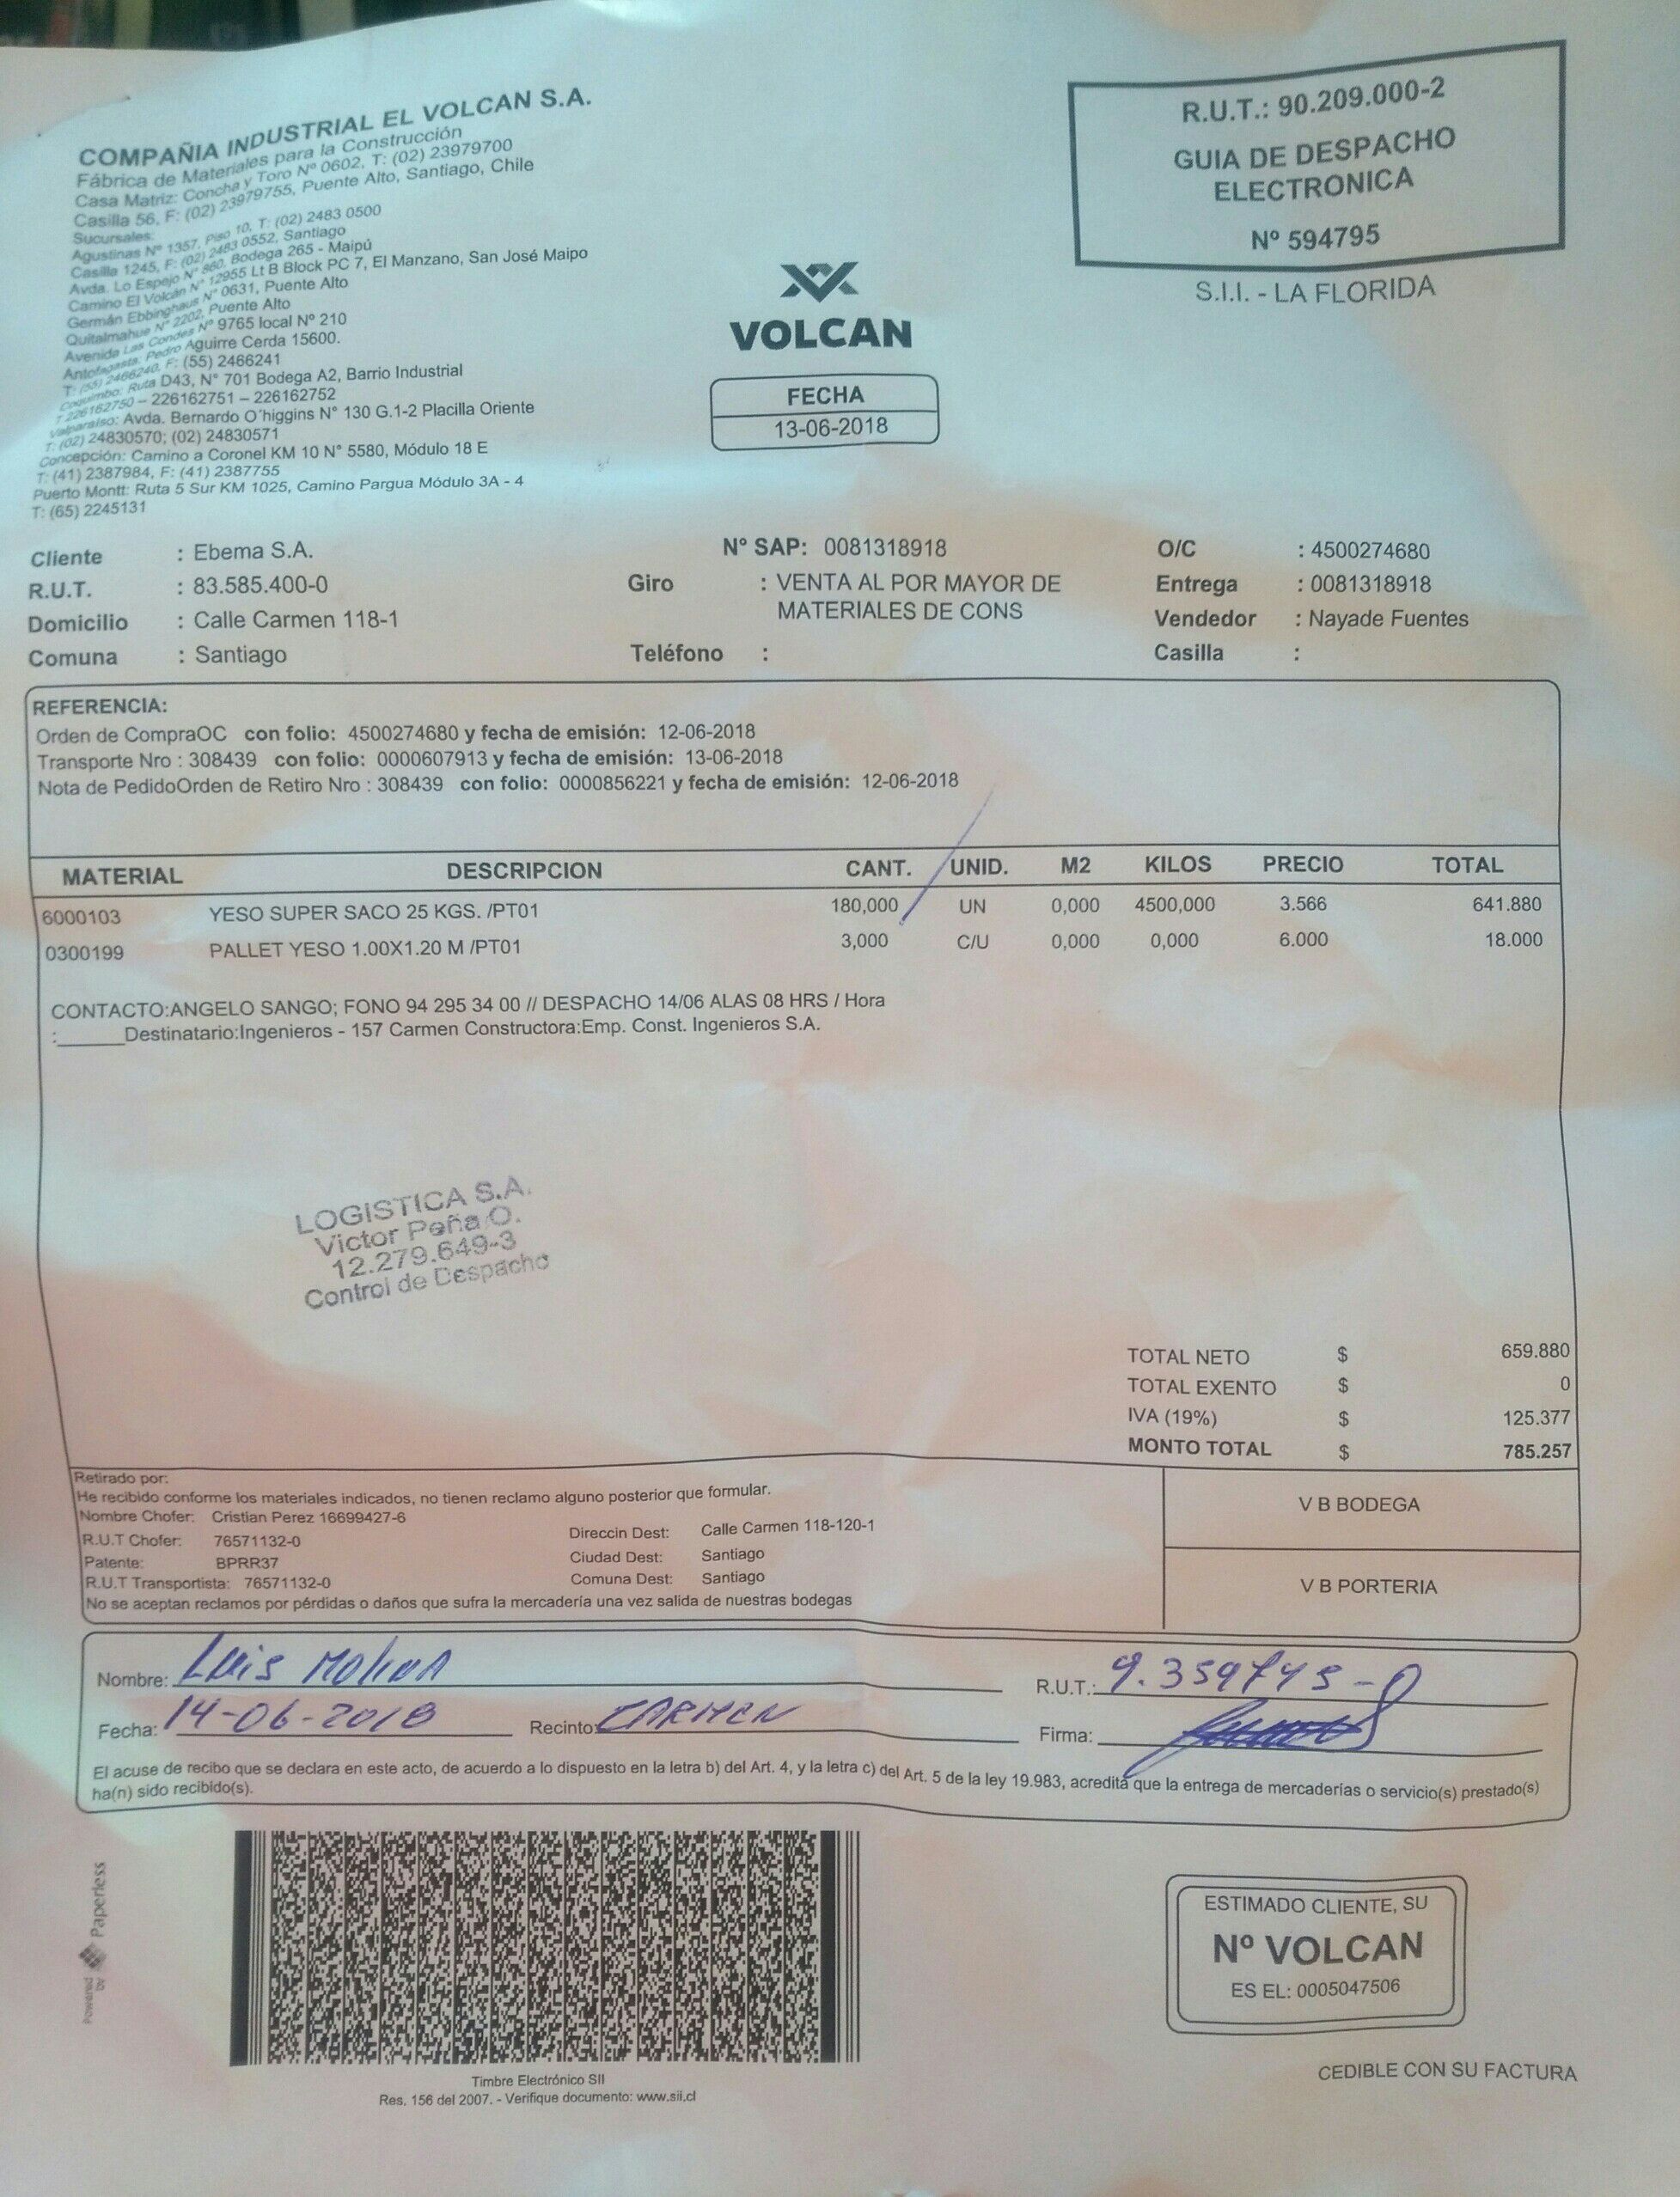 COMPAÑIA INDUSTRIAL EL VOLCAN S.A.
Fábrica de Materiales para la Construcción
Casa Matriz: Concha y Toro Nº 0602, T: (02) 23979700
Casilla 56, F: (02) 23979755, Puente Alto, Santiago, Chile
Sucursales:
Agustinas Nº 1357, Piso 10, T: (02) 2483 0500
Casilla 1245, F: (02) 2483 0552, Santiago
Avda. Lo Espejo N° 860, Bodega 265 - Maipú
Camino El Volcán N° 12955 Lt B Block PC 7, El Manzano, San José Maipo
Germán Ebbinghaus N° 0631, Puente Alto
Quitalmahue N° 2202, Puente Alto
Avenida Las Condes Nº 9765 local Nº 210
Antofagasta: Pedro Aguirre Cerda 15600.
T: (55) 2466240, F: (55) 2466241
Coquimbo: Ruta D43, N° 701 Bodega A2, Barrio Industrial
T 226162750 – 226162751 – 226162752
Valparaíso: Avda. Bernardo O´higgins N° 130 G.1-2 Placilla Oriente
T: (02) 24830570; (02) 24830571
Concepción: Camino a Coronel KM 10 N° 5580, Módulo 18 E
T: (41) 2387984, F: (41) 2387755
Puerto Montt: Ruta 5 Sur KM 1025, Camino Pargua Módulo 3A - 4
T: (65) 2245131
VOLCAN
FECHA
13-06-2018
R.U.T.: 90.209.000-2
GUIA DE DESPACHO
ELECTRONICA
Nº 594795
S.I.I. - LA FLORIDA
Cliente : Ebema S.A. N° SAP: 0081318918 O/C : 4500274680
R.U.T. : 83.585.400-0 Giro : VENTA AL POR MAYOR DE Entrega : 0081318918
MATERIALES DE CONS
Domicilio : Calle Carmen 118-1 Vendedor : Nayade Fuentes
Comuna : Santiago Teléfono : Casilla :
REFERENCIA:
Orden de CompraOC con folio: 4500274680 y fecha de emisión: 12-06-2018
Transporte Nro : 308439 con folio: 0000607913 y fecha de emisión: 13-06-2018
Nota de PedidoOrden de Retiro Nro : 308439 con folio: 0000856221 y fecha de emisión: 12-06-2018
MATERIAL DESCRIPCION CANT. UNID. M2 KILOS PRECIO TOTAL
6000103 YESO SUPER SACO 25 KGS. /PT01 180,000 UN 0,000 4500,000 3.566 641.880
0300199 PALLET YESO 1.00X1.20 M /PT01 3,000 C/U 0,000 0,000 6.000 18.000
CONTACTO:ANGELO SANGO; FONO 94 295 34 00 // DESPACHO 14/06 ALAS 08 HRS / Hora
:______Destinatario:Ingenieros - 157 Carmen Constructora:Emp. Const. Ingenieros S.A.
LOGISTICA S.A.
Victor Peña O.
12.279.649-3
Control de Despacho
TOTAL NETO $ 659.880
TOTAL EXENTO $ 0
IVA (19%) $ 125.377
MONTO TOTAL $ 785.257
Retirado por:
He recibido conforme los materiales indicados, no tienen reclamo alguno posterior que formular.
Nombre Chofer: Cristian Perez 16699427-6
R.U.T Chofer: 76571132-0 Direccin Dest: Calle Carmen 118-120-1
Patente: BPRR37 Ciudad Dest: Santiago
R.U.T Transportista: 76571132-0 Comuna Dest: Santiago
No se aceptan reclamos por pérdidas o daños que sufra la mercadería una vez salida de nuestras bodegas
V B BODEGA
V B PORTERIA
Nombre: Luis MoliNA R.U.T.: 9.359745-0
Fecha: 14-06-2018 Recinto: CARMEN Firma:
El acuse de recibo que se declara en este acto, de acuerdo a lo dispuesto en la letra b) del Art. 4, y la letra c) del Art. 5 de la ley 19.983, acredita que la entrega de mercaderías o servicio(s) prestado(s)
ha(n) sido recibido(s).
Powered by Paperless
Timbre Electrónico SII
Res. 156 del 2007. - Verifique documento: www.sii.cl
ESTIMADO CLIENTE, SU
Nº VOLCAN
ES EL: 0005047506
CEDIBLE CON SU FACTURA